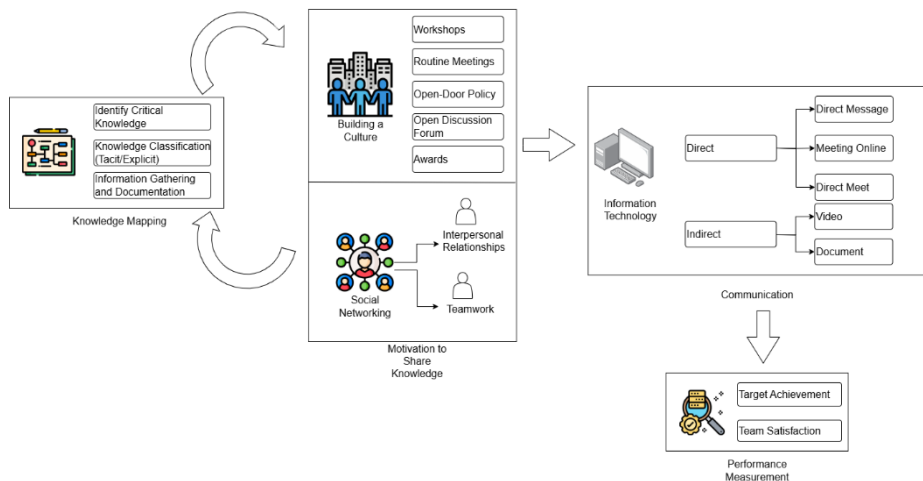 Identify Critical
Knowledge
Knowledge Classification
(Tacit/Explicit)
Information Gathering
and Documentation
Knowledge Mapping
Building a
Culture
Workshops
Routine Meetings
Open-Door Policy
Open Discussion
Forum
Awards
Social
Networking
Interpersonal
Relationships
Teamwork
Motivation to
Share
Knowledge
Information
Technology
Direct
Direct Message
Meeting Online
Direct Meet
Indirect
Video
Document
Communication
Target Achievement
Team Satisfaction
Performance
Measurement